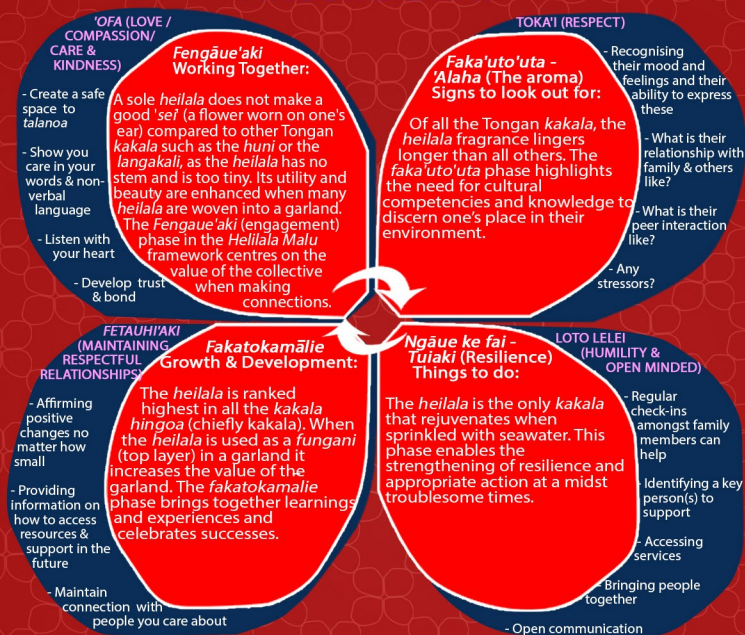 'OFA (LOVE /
COMPASSION/
CARE &
KINDNESS)
- Create a safe
space to
talanoa
- Show you
care in your
words & non-
verbal
language
- Listen with
your heart
- Develop trust
& bond
Fengāue'aki
Working Together:
A sole heilala does not make a
good 'sei' (a flower worn on one's
ear) compared to other Tongan
kakala such as the huni or the
langakali, as the heilala has no
stem and is too tiny. Its utility and
beauty are enhanced when many
heilala are woven into a garland.
The Fengaue'aki (engagement)
phase in the Helilala Malu
framework centres on the
value of the collective
when making
connections.
TOKA'I (RESPECT)
Faka'uto'uta -
'Alaha (The aroma)
Signs to look out for:
Of all the Tongan kakala, the
heilala fragrance lingers
longer than all others. The
faka'uto'uta phase highlights
the need for cultural
competencies and knowledge to
discern one's place in their
environment.
- Recognising
their mood and
feelings and their
ability to express
these
- What is their
relationship with
family & others
like?
- What is their
peer interaction
like?
- Any
stressors?
FETAUHI'AKI
(MAINTAINING
RESPECTFUL
RELATIONSHIPS)
- Affirming
positive
changes no
matter how
small
- Providing
information on
how to access
resources &
support in the
future
- Maintain
connection with
people you care about
Fakatokamālie
Growth & Development:
The heilala is ranked
highest in all the kakala
hingoa (chiefly kakala). When
the heilala is used as a fungani
(top layer) in a garland it
increases the value of the
garland. The fakatokamalie
phase brings together learnings
and experiences and
celebrates successes.
Ngāue ke fai -
Tuiaki (Resilience)
Things to do:
The heilala is the only kakala
that rejuvenates when
sprinkled with seawater. This
phase enables the
strengthening of resilience and
appropriate action at a midst
troublesome times.
LOTO LELEI
(HUMILITY &
OPEN MINDED)
- Regular
check-ins
amongst family
members can
help
- Identifying a key
person(s) to
support
- Accessing
services
- Bringing people
together
- Open communication